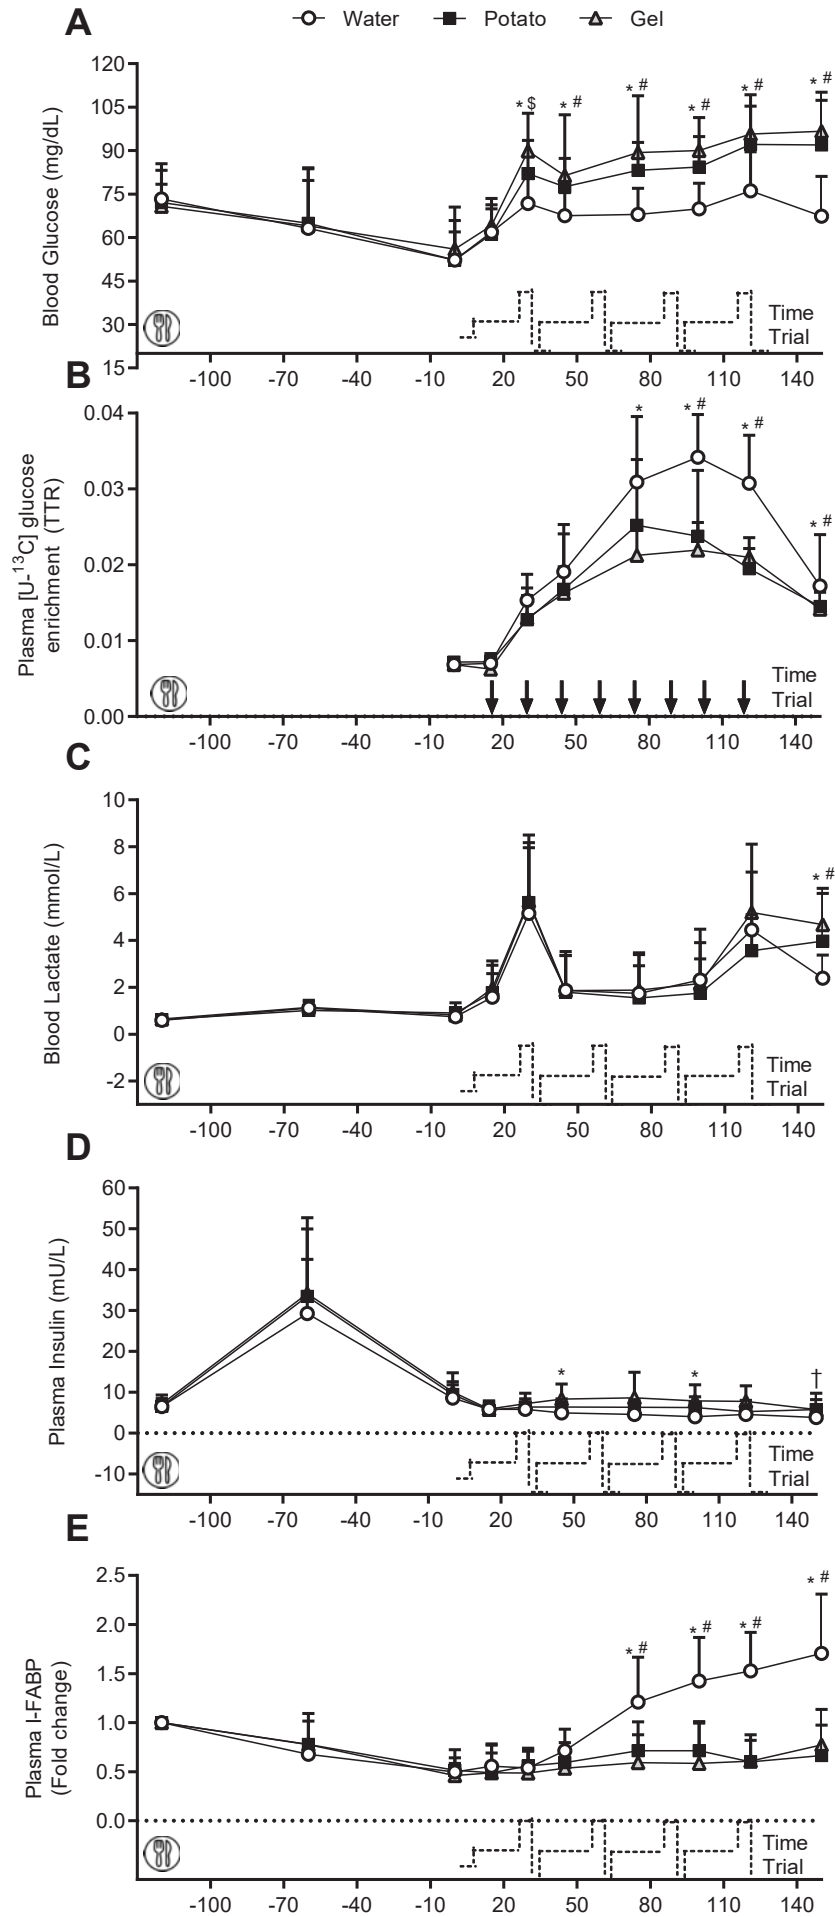 A
Water Potato Gel
120
105
90
75
60
45
30
15
Blood Glucose (mg/dL)
* $ * # * # * # * # * #
Time
Trial
-100 -70 -40 -10 20 50 80 110 140
B
0.04
0.03
0.02
0.01
0.00
Plasma [U-13C] glucose
enrichment (TTR)
* * # * # * #
Time
Trial
-100 -70 -40 -10 20 50 80 110 140
C
10
8
6
4
2
0
-2
Blood Lactate (mmol/L)
* #
Time
Trial
-100 -70 -40 -10 20 50 80 110 140
D
60
50
40
30
20
10
0
-10
Plasma Insulin (mU/L)
* * †
Time
Trial
-100 -70 -40 -10 20 50 80 110 140
E
2.5
2.0
1.5
1.0
0.5
0.0
Plasma I-FABP
(Fold change)
* # * # * # * #
Time
Trial
-100 -70 -40 -10 20 50 80 110 140